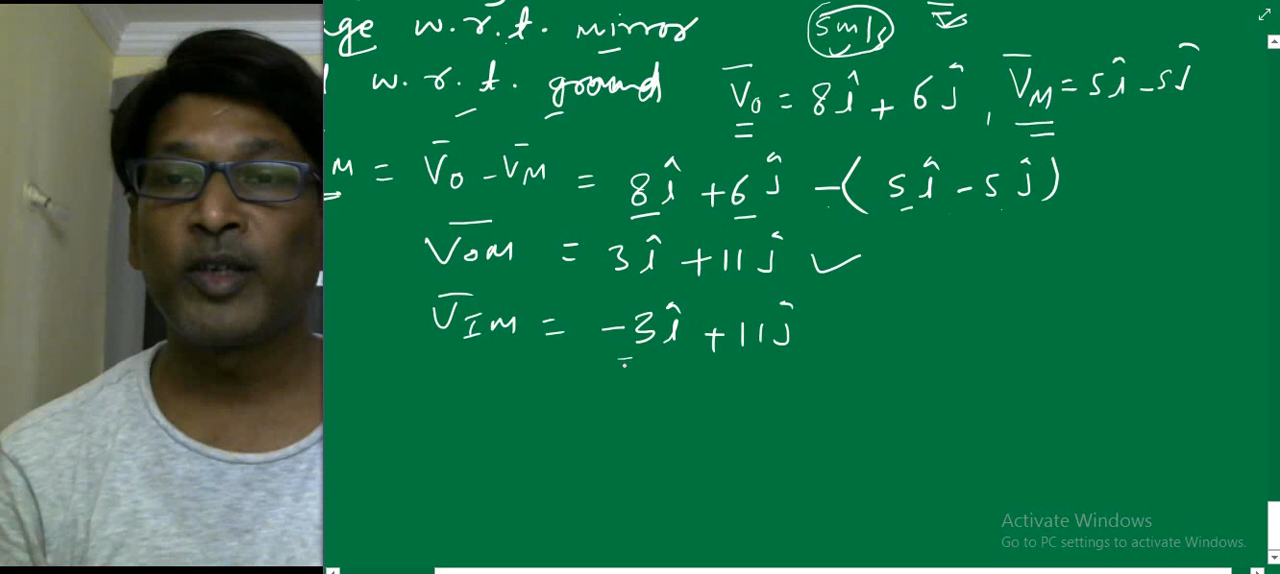 ge w.r.t. mirror 5m/s
w.r.t. ground V̄o = 8î + 6ĵ, V̄M = 5î - 5ĵ
M = V̄o - V̄M = 8î + 6ĵ - (5î - 5ĵ)
V̄OM = 3î + 11ĵ ✓
V̄IM = -3î + 11ĵ
Activate Windows
Go to PC settings to activate Windows.